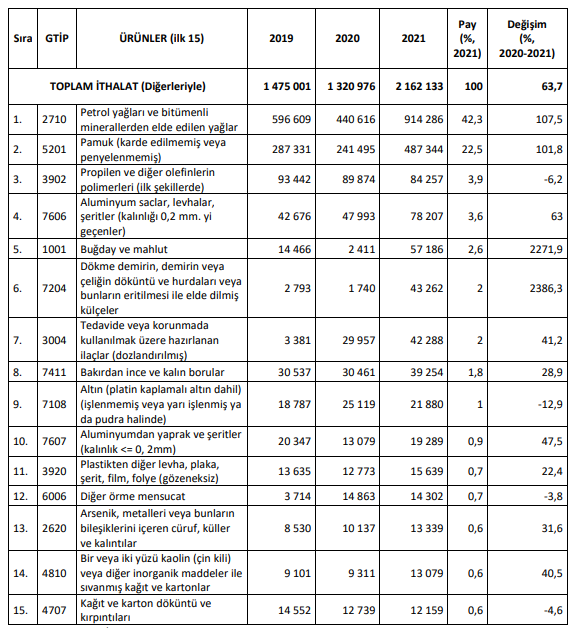 Sıra GTİP ÜRÜNLER (ilk 15) 2019 2020 2021 Pay (%, 2021) Değişim (%, 2020-2021)
TOPLAM İTHALAT (Diğerleriyle) 1 475 001 1 320 976 2 162 133 100 63,7
1. 2710 Petrol yağları ve bitümenli 596 609 440 616 914 286 42,3 107,5
minerallerden elde edilen yağlar
2. 5201 Pamuk (karde edilmemiş veya 287 331 241 495 487 344 22,5 101,8
penyelenmemiş)
3. 3902 Propilen ve diğer olefinlerin 93 442 89 874 84 257 3,9 -6,2
polimerleri (ilk şekillerde)
4. 7606 Aluminyum saclar, levhalar, 42 676 47 993 78 207 3,6 63
şeritler (kalınlığı 0,2 mm. yi
geçenler)
5. 1001 Buğday ve mahlut 14 466 2 411 57 186 2,6 2271,9
6. 7204 Dökme demirin, demirin veya 2 793 1 740 43 262 2 2386,3
çeliğin döküntü ve hurdaları veya
bunların eritilmesi ile elde dilmiş
külçeler
7. 3004 Tedavide veya korunmada 3 381 29 957 42 288 2 41,2
kullanılmak üzere hazırlanan
ilaçlar (dozlandırılmış)
8. 7411 Bakırdan ince ve kalın borular 30 537 30 461 39 254 1,8 28,9
9. 7108 Altın (platin kaplamalı altın dahil) 18 787 25 119 21 880 1 -12,9
(işlenmemiş veya yarı işlenmiş ya
da pudra halinde)
10. 7607 Aluminyumdan yaprak ve şeritler 20 347 13 079 19 289 0,9 47,5
(kalınlık <= 0, 2mm)
11. 3920 Plastikten diğer levha, plaka, 13 635 12 773 15 639 0,7 22,4
şerit, film, folye (gözeneksiz)
12. 6006 Diğer örme mensucat 3 714 14 863 14 302 0,7 -3,8
13. 2620 Arsenik, metalleri veya bunların 8 530 10 137 13 339 0,6 31,6
bileşiklerini içeren cüruf, küller
ve kalıntılar
14. 4810 Bir veya iki yüzü kaolin (çin kili) 9 101 9 311 13 079 0,6 40,5
veya diğer inorganik maddeler ile
sıvanmış kağıt ve kartonlar
15. 4707 Kağıt ve karton döküntü ve 14 552 12 739 12 159 0,6 -4,6
kırpıntıları